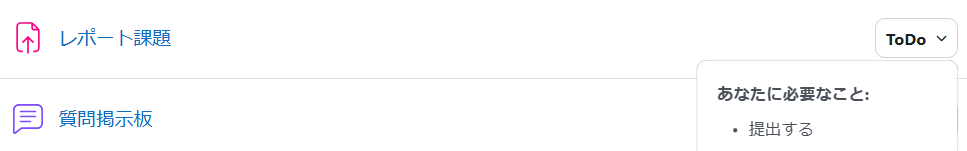 レポート課題
ToDo
あなたに必要なこと:
質問掲示板
• 提出する